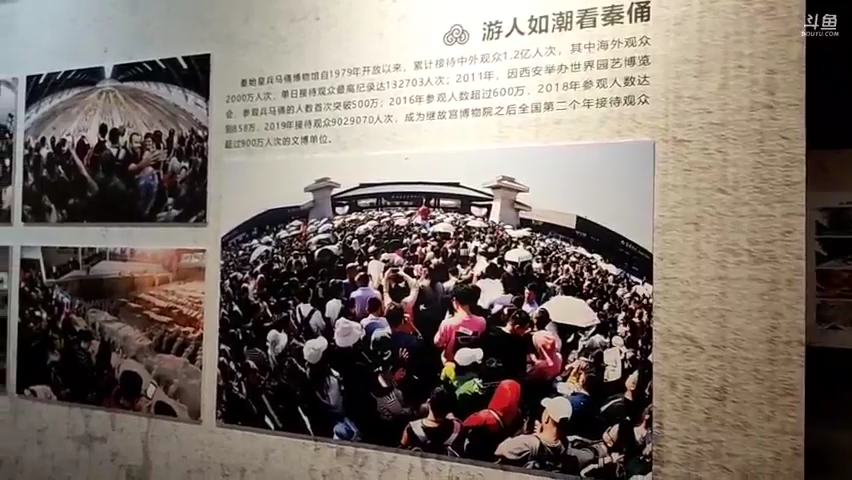 游人如潮看秦俑
秦始皇兵马俑博物馆自1979年开放以来，累计接待中外观众1.2亿人次，其中海外观众
2000万人次，单日接待观众最高纪录达132703人次；2011年，因西安举办世界园艺博览
会，参观兵马俑的人数首次突破500万；2016年参观人数超过600万，2018年参观人数达
到858万，2019年接待观众9029070人次，成为继故宫博物院之后全国第二个年接待观众
超过900万人次的文博单位。
斗鱼
DOUYU.COM